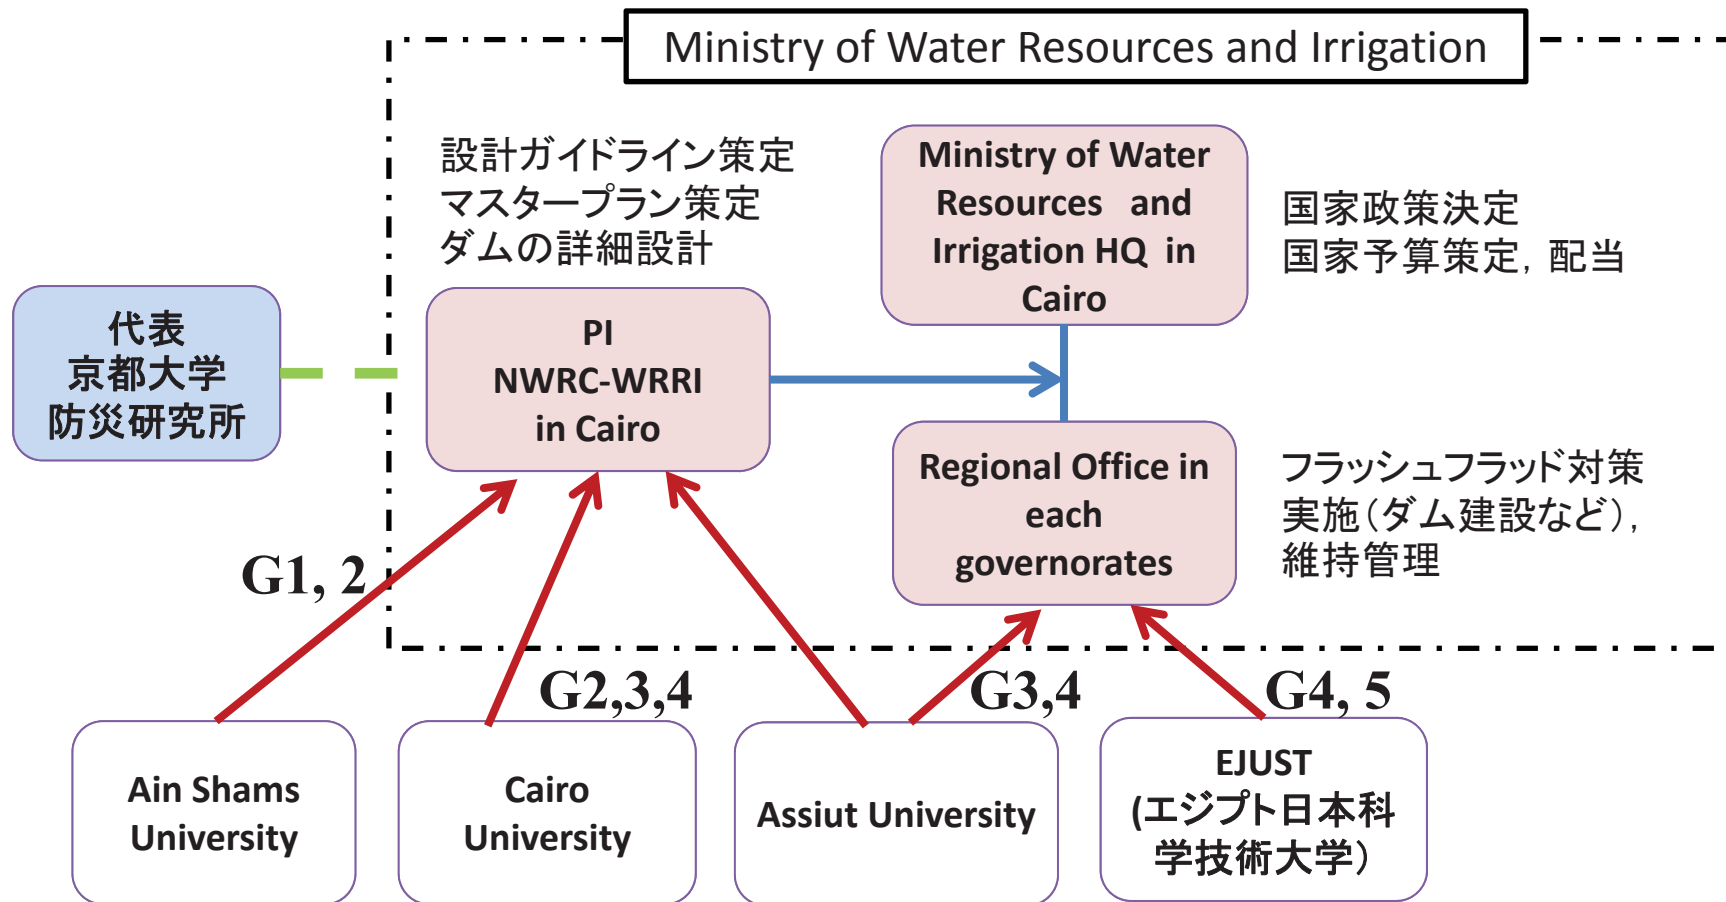 Ministry of Water Resources and Irrigation
設計ガイドライン策定
マスタープラン策定
ダムの詳細設計
Ministry of Water
Resources and
Irrigation HQ in
Cairo
国家政策決定
国家予算策定, 配当
代表
京都大学
防災研究所
PI
NWRC-WRRI
in Cairo
Regional Office in
each
governorates
フラッシュフラッド対策
実施(ダム建設など),
維持管理
G1, 2
G2,3,4
G3,4
G4, 5
Ain Shams
University
Cairo
University
Assiut University
EJUST
(エジプト日本科
学技術大学)